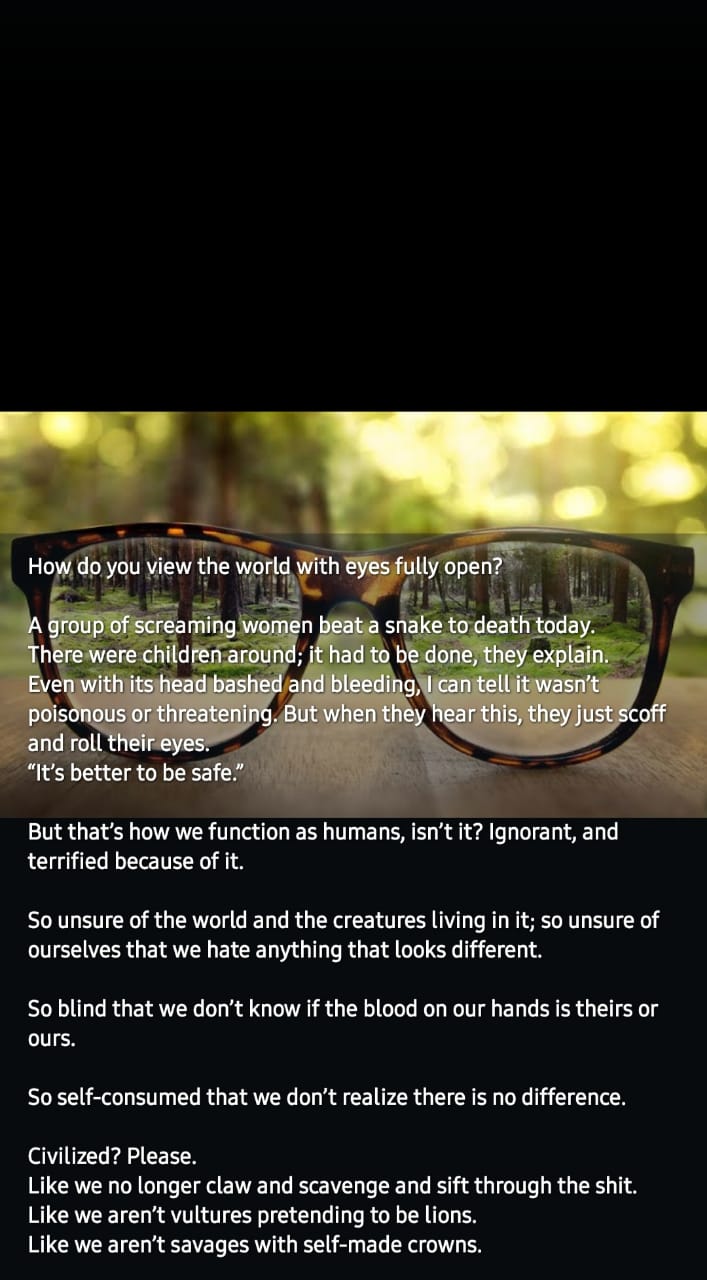 How do you view the world with eyes fully open?
A group of screaming women beat a snake to death today.
There were children around; it had to be done, they explain.
Even with its head bashed and bleeding, I can tell it wasn’t
poisonous or threatening. But when they hear this, they just scoff
and roll their eyes.
“It’s better to be safe.”
But that’s how we function as humans, isn’t it? Ignorant, and
terrified because of it.
So unsure of the world and the creatures living in it; so unsure of
ourselves that we hate anything that looks different.
So blind that we don’t know if the blood on our hands is theirs or
ours.
So self-consumed that we don’t realize there is no difference.
Civilized? Please.
Like we no longer claw and scavenge and sift through the shit.
Like we aren’t vultures pretending to be lions.
Like we aren’t savages with self-made crowns.